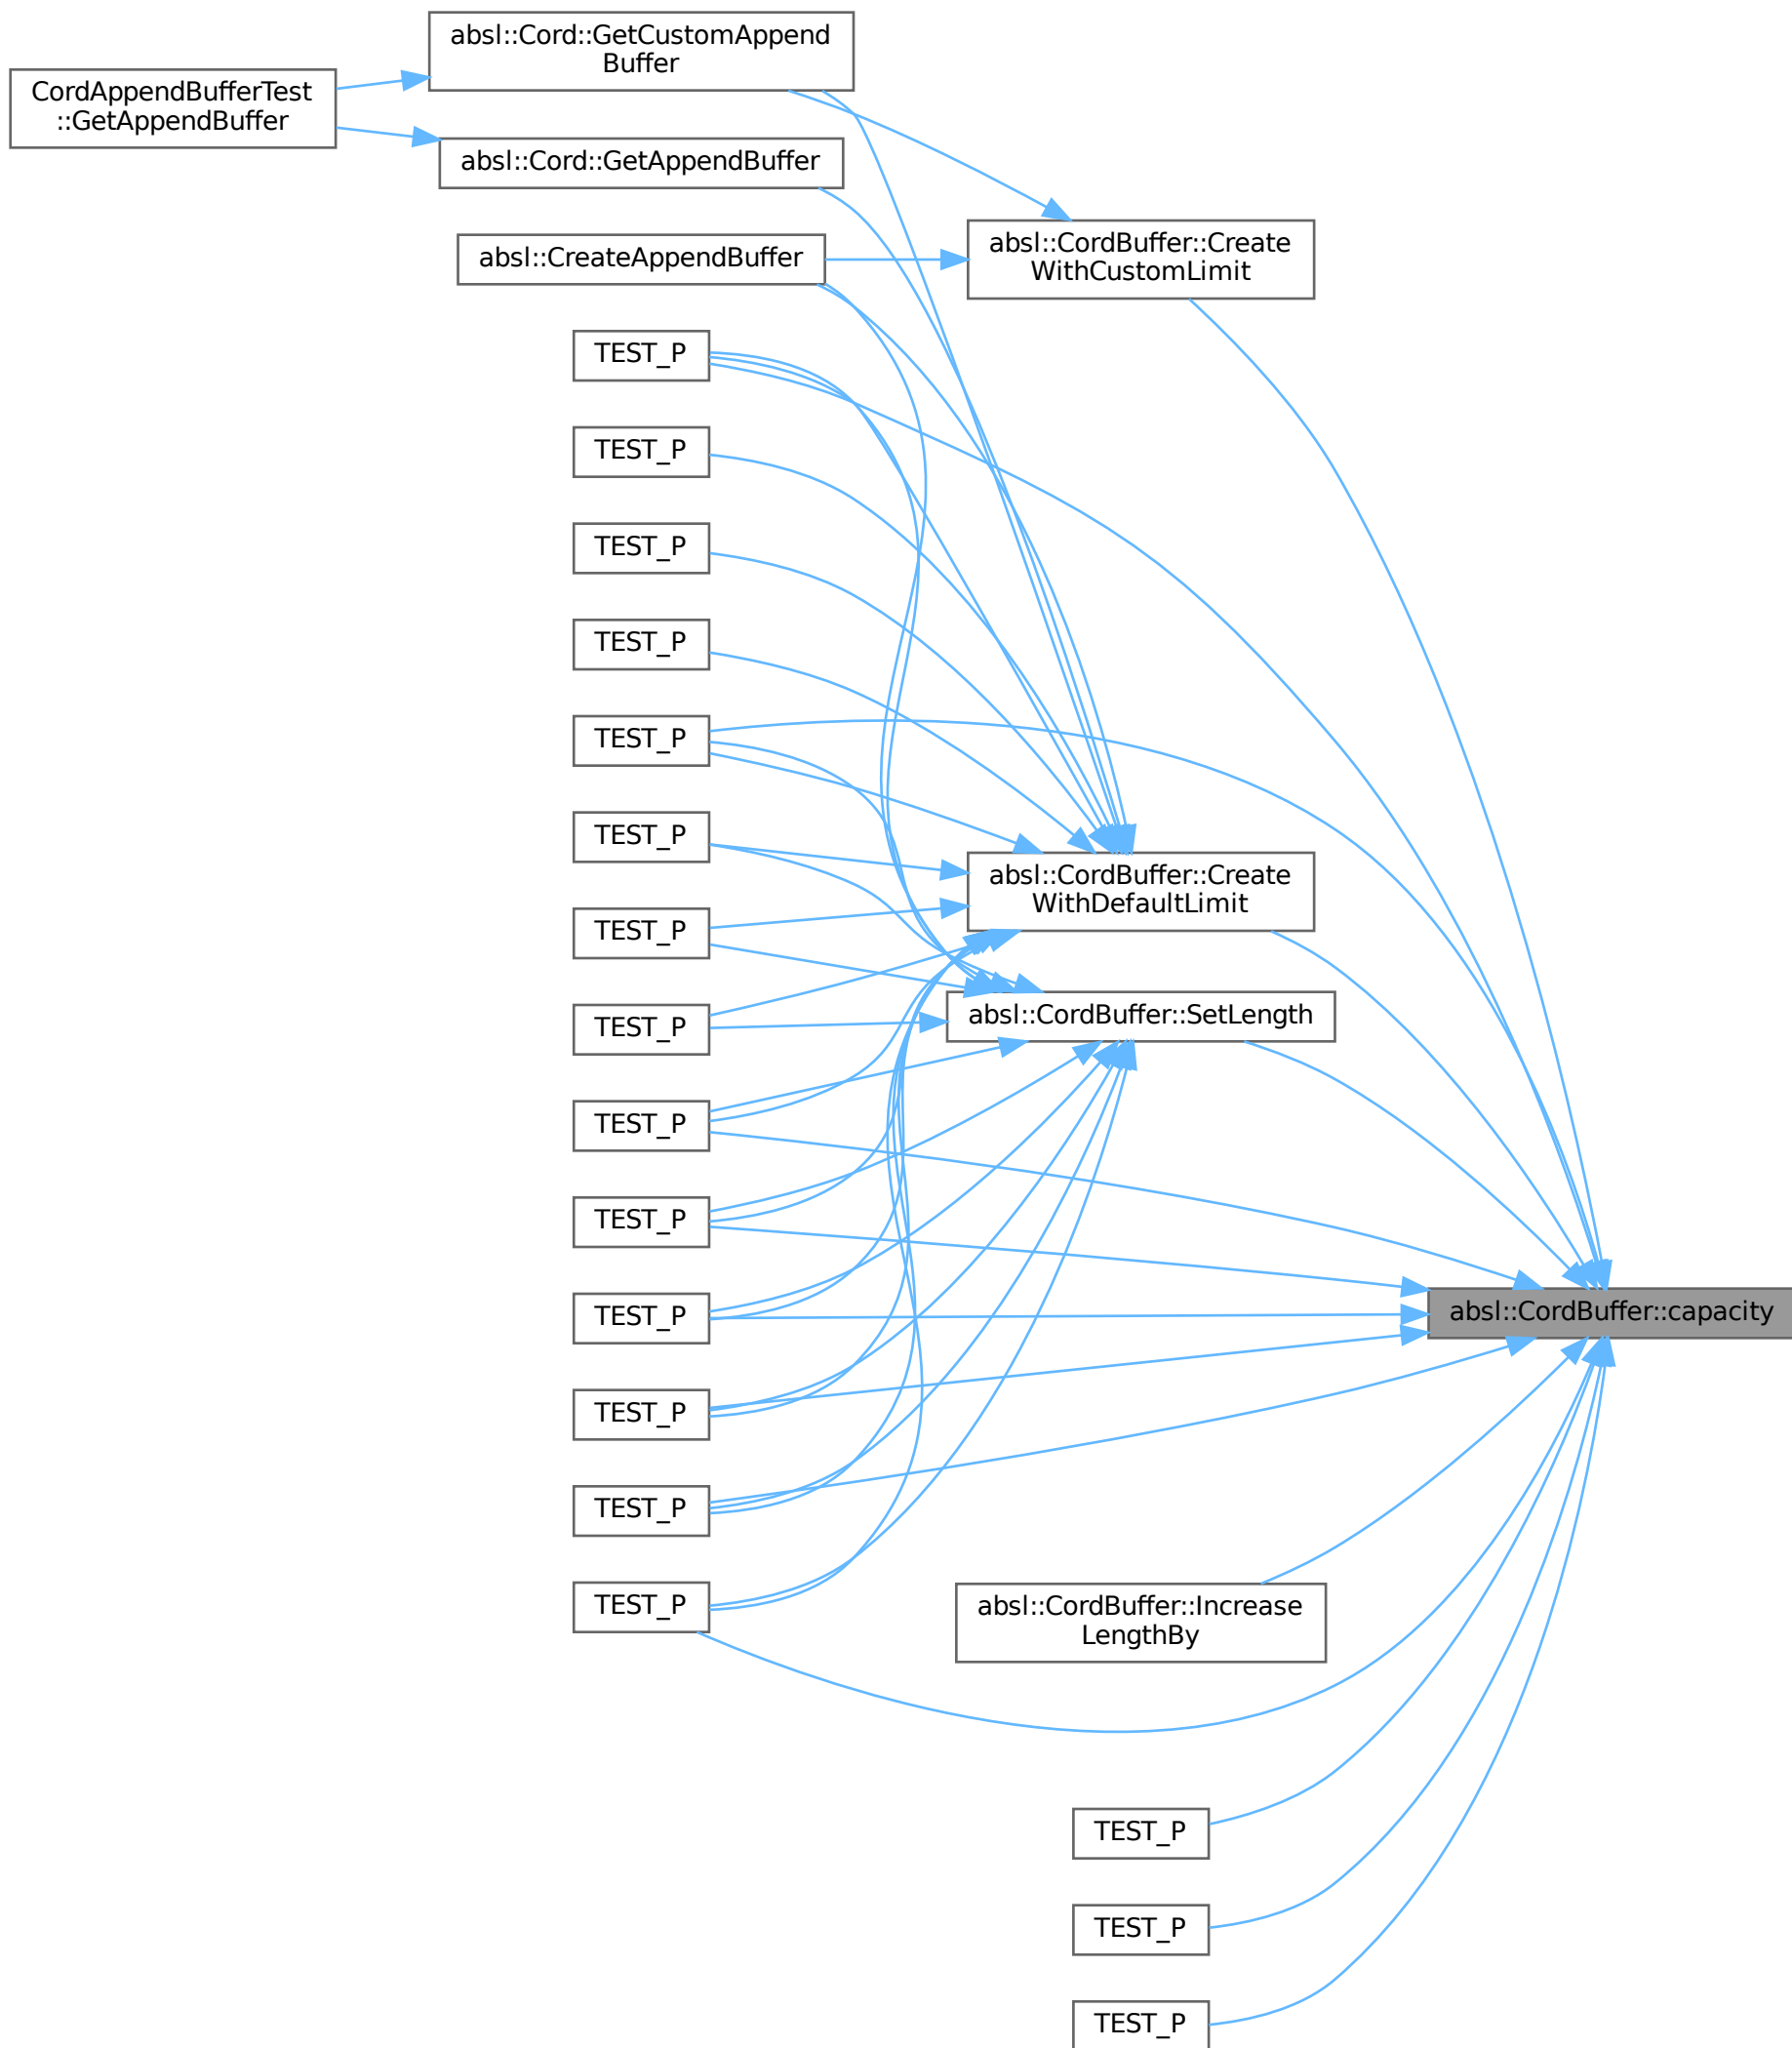 absl::Cord::GetCustomAppend
Buffer
CordAppendBufferTest
::GetAppendBuffer
absl::Cord::GetAppendBuffer
absl::CordBuffer::Create
WithCustomLimit
absl::CreateAppendBuffer
TEST_P
TEST_P
TEST_P
TEST_P
TEST_P
TEST_P
absl::CordBuffer::Create
WithDefaultLimit
TEST_P
absl::CordBuffer::SetLength
TEST_P
TEST_P
TEST_P
absl::CordBuffer::capacity
TEST_P
TEST_P
TEST_P
TEST_P
absl::CordBuffer::Increase
LengthBy
TEST_P
TEST_P
TEST_P